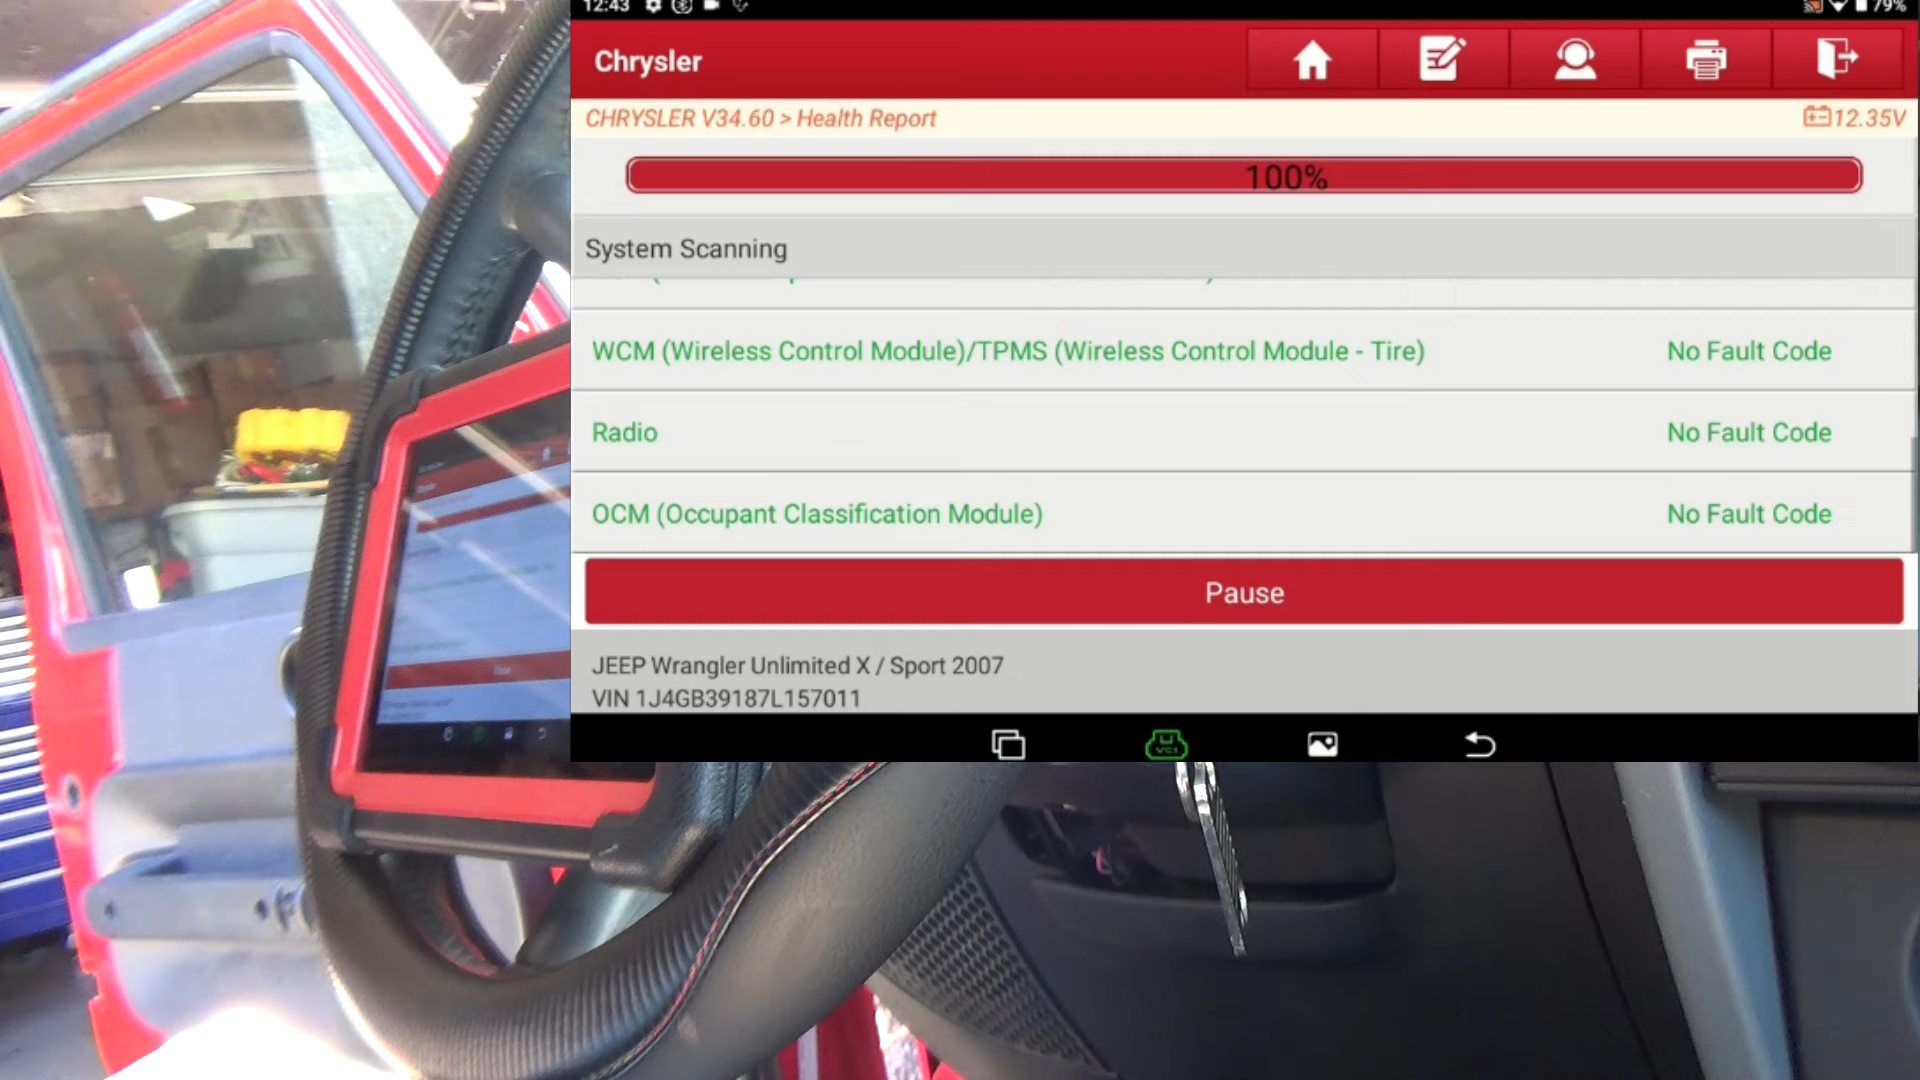 12:43
79%
Chrysler
CHRYSLER V34.60 > Health Report
12.35V
100%
System Scanning
WCM (Wireless Control Module)/TPMS (Wireless Control Module - Tire)
No Fault Code
Radio
No Fault Code
OCM (Occupant Classification Module)
No Fault Code
Pause
JEEP Wrangler Unlimited X / Sport 2007
VIN 1J4GB39187L157011
VCI